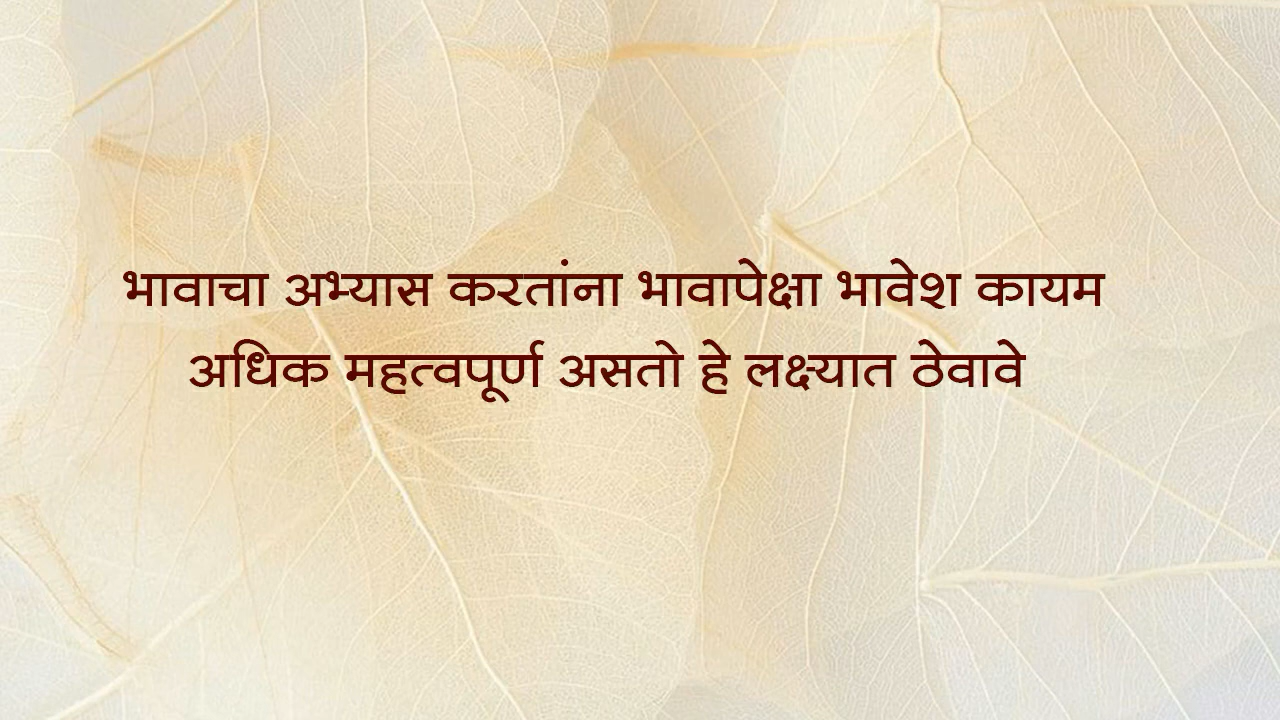 भावाचा अभ्यास करतांना भावापेक्षा भावेश कायम
अधिक महत्वपूर्ण असतो हे लक्ष्यात ठेवावे